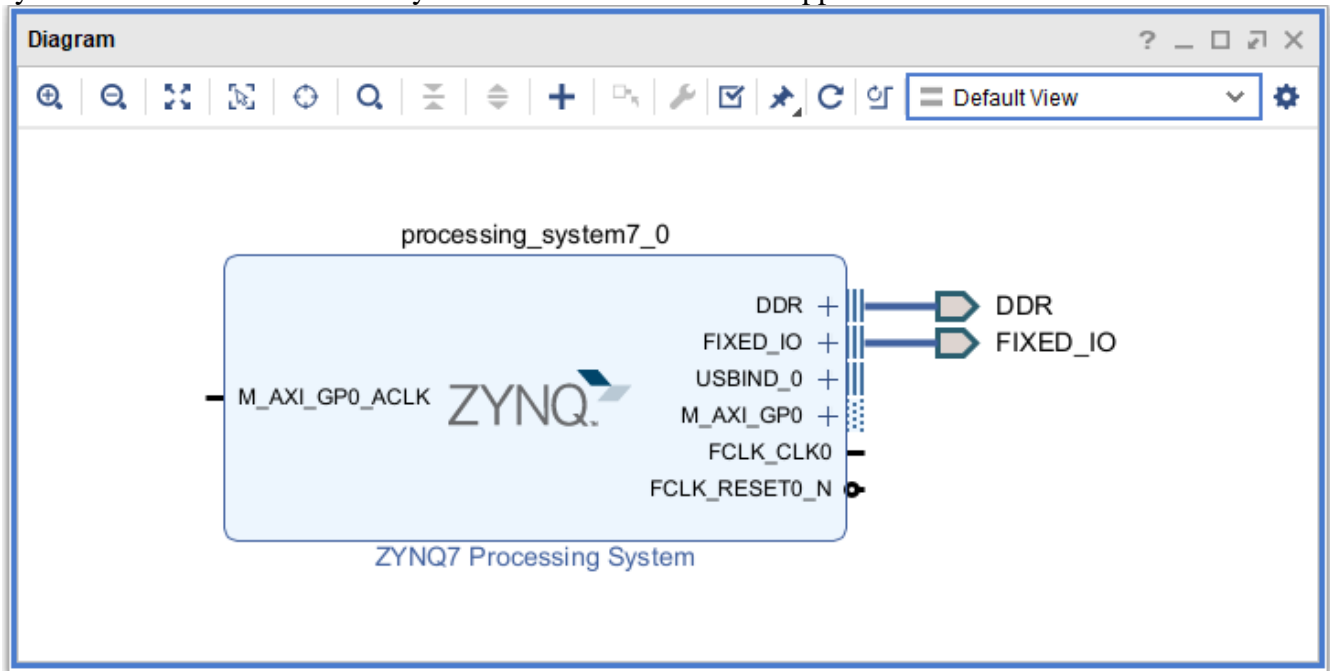 Diagram
Default View
processing_system7_0
DDR
DDR
FIXED_IO
FIXED_IO
USBIND_0
M_AXI_GP0_ACLK
ZYNQ
M_AXI_GP0
FCLK_CLK0
FCLK_RESET0_N
ZYNQ7 Processing System